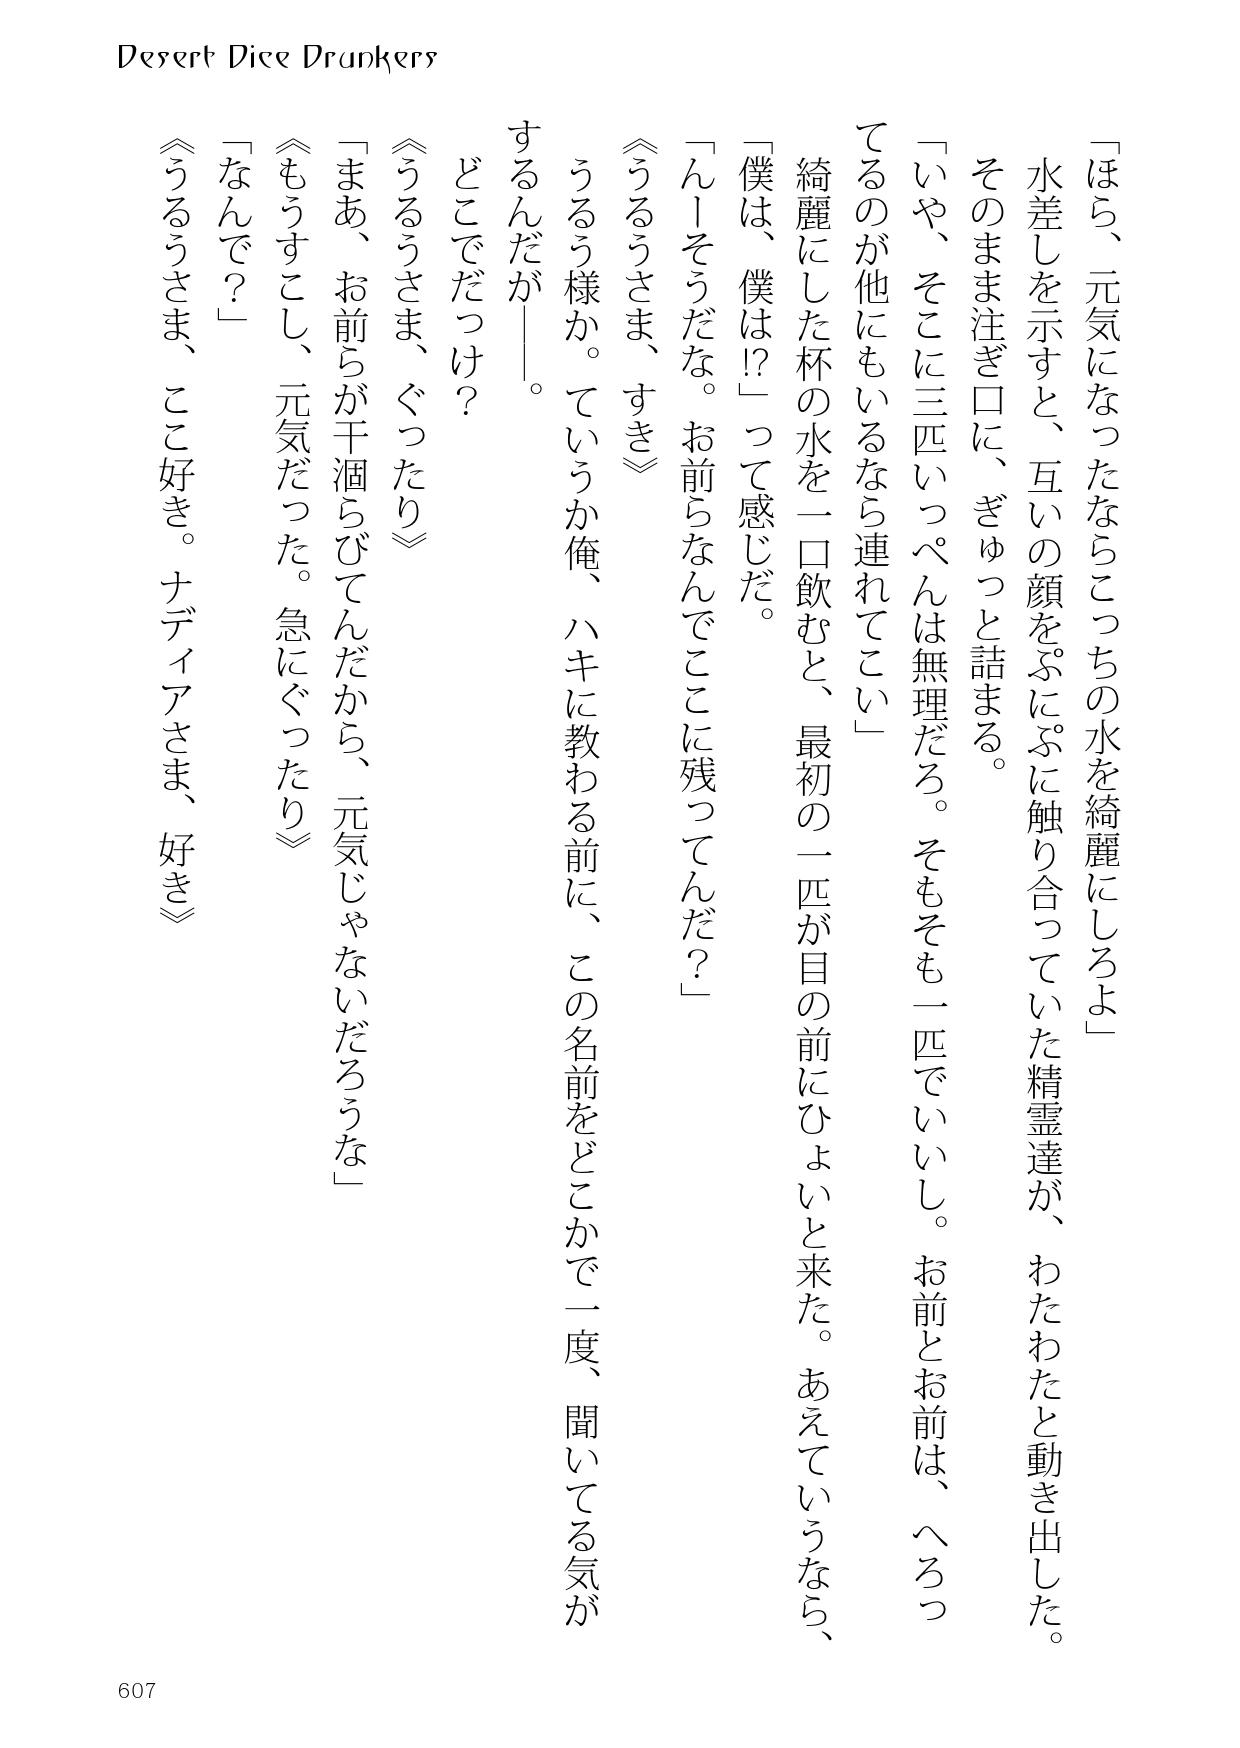 Desert Dice Drunkers
「ほら、元気になったならこっちの水を綺麗にしろよ」
水差しを示すと、互いの顔をぷにぷに触り合っていた精霊達が、わたわたと動き出した。
そのまま注ぎ口に、ぎゅっと詰まる。
「いや、そこに三匹いっぺんは無理だろ。そもそも一匹でいいし。お前とお前は、へろっ
てるのが他にもいるなら連れてこい」
綺麗にした杯の水を一口飲むと、最初の一匹が目の前にひょいと来た。あえていうなら、
「僕は、僕は!?」って感じだ。
「んーそうだな。お前らなんでここに残ってんだ？」
《うるうさま、すき》
うるう様か。ていうか俺、ハキに教わる前に、この名前をどこかで一度、聞いてる気が
するんだが――。
どこでだっけ？
《うるうさま、ぐったり》
「まあ、お前らが干涸らびてんだから、元気じゃないだろうな」
《もうすこし、元気だった。急にぐったり》
「なんで？」
《うるうさま、ここ好き。ナディアさま、好き》
607